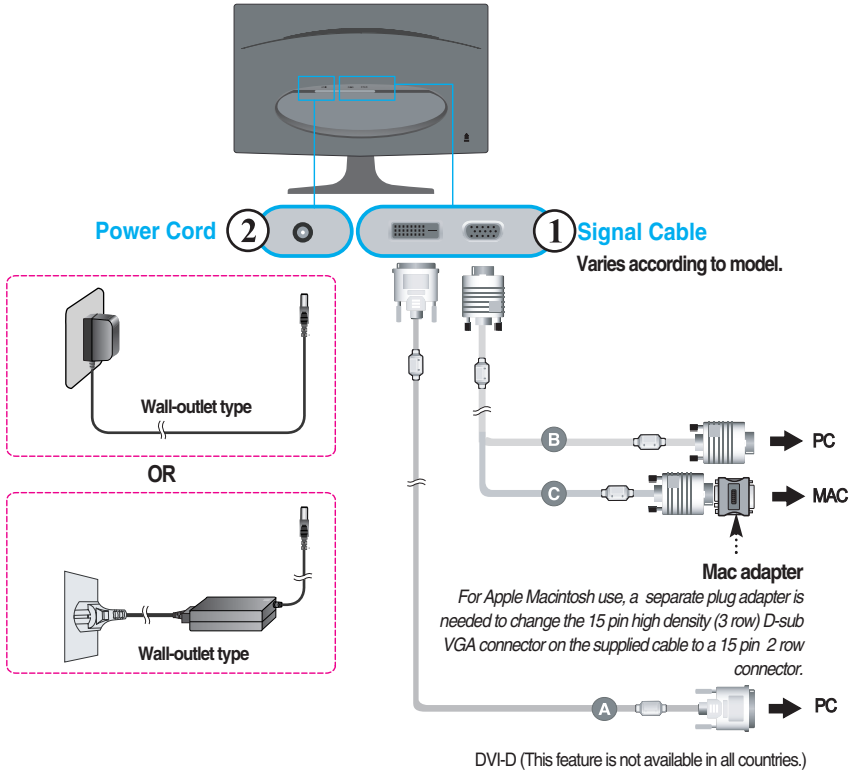 Power Cord 2
1 Signal Cable
Varies according to model.
Wall-outlet type
OR
Wall-outlet type
B
PC
C
MAC
Mac adapter
For Apple Macintosh use, a separate plug adapter is
needed to change the 15 pin high density (3 row) D-sub
VGA connector on the supplied cable to a 15 pin 2 row
connector.
A
PC
DVI-D (This feature is not available in all countries.)